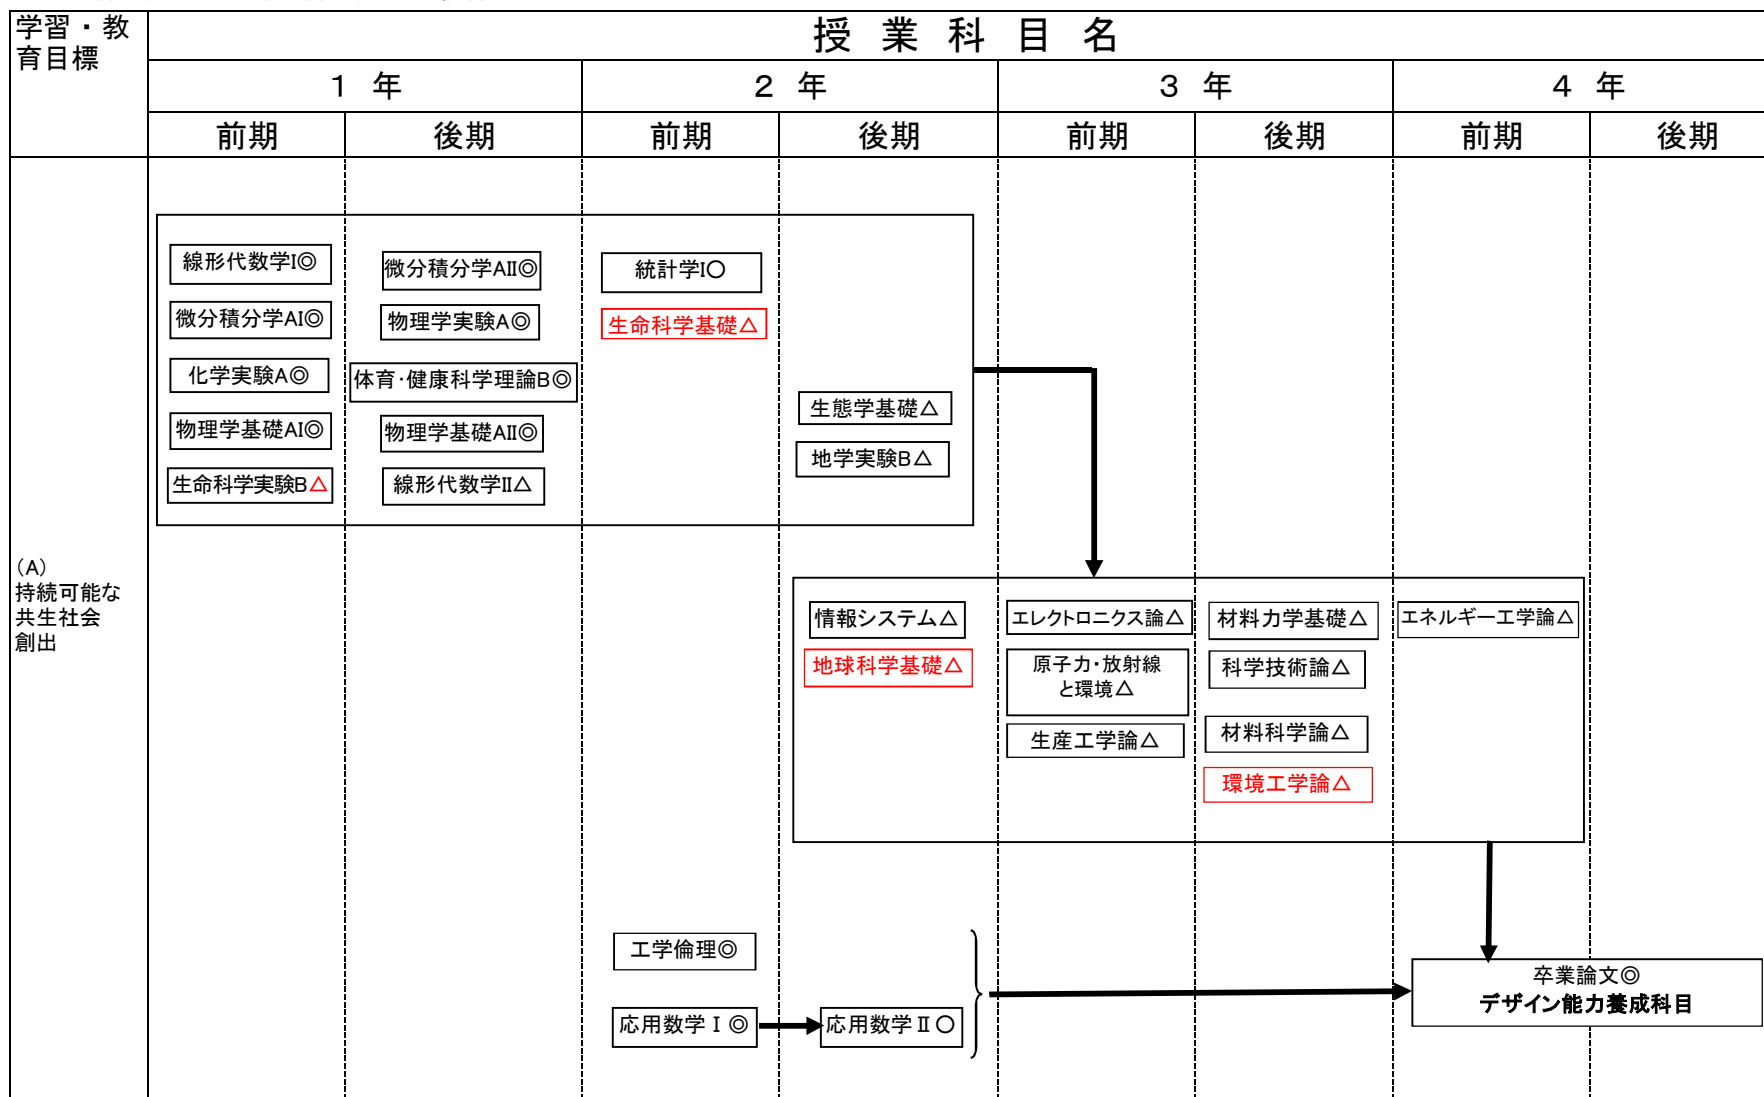 学習・教
育目標
授 業 科 目 名
1 年
2 年
3 年
4 年
前期
後期
前期
後期
前期
後期
前期
後期
線形代数学I◎
微分積分学AII◎
統計学I〇
微分積分学AI◎
物理学実験A◎
生命科学基礎△
化学実験A◎
体育・健康科学理論B◎
生態学基礎△
物理学基礎AI◎
物理学基礎AII◎
地学実験B△
生命科学実験B△
線形代数学II△
(A)
持続可能な
共生社会
創出
情報システム△
エレクトロニクス論△
材料力学基礎△
エネルギー工学論△
地球科学基礎△
原子力・放射線
と環境△
科学技術論△
生産工学論△
材料科学論△
環境工学論△
工学倫理◎
卒業論文◎
デザイン能力養成科目
応用数学Ⅰ◎
応用数学Ⅱ〇